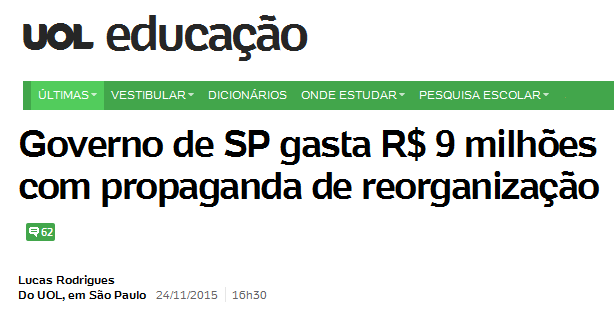 UOL educação
ÚLTIMAS VESTIBULAR DICIONÁRIOS ONDE ESTUDAR PESQUISA ESCOLAR
Governo de SP gasta R$ 9 milhões
com propaganda de reorganização
62
Lucas Rodrigues
Do UOL, em São Paulo 24/11/2015 16h30